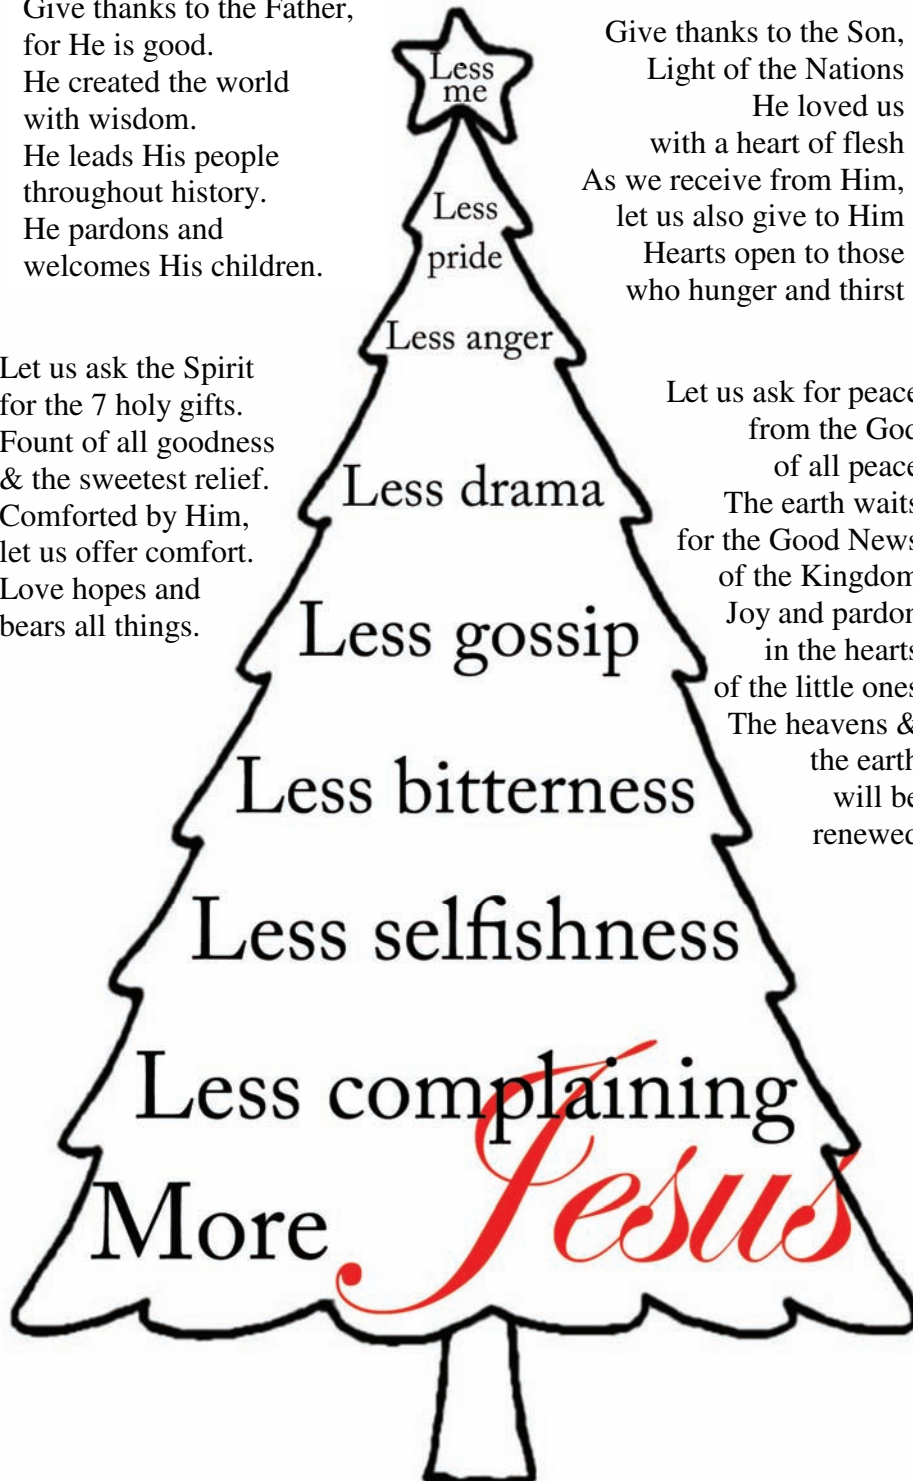 Give thanks to the Father,
for He is good.
He created the world
with wisdom.
He leads His people
throughout history.
He pardons and
welcomes His children.
Give thanks to the Son,
Light of the Nations
He loved us
with a heart of flesh
As we receive from Him,
let us also give to Him
Hearts open to those
who hunger and thirst
Let us ask the Spirit
for the 7 holy gifts.
Fount of all goodness
& the sweetest relief.
Comforted by Him,
let us offer comfort.
Love hopes and
bears all things.
Let us ask for peace
from the God
of all peace
The earth waits
for the Good News
of the Kingdom
Joy and pardon
in the hearts
of the little ones
The heavens &
the earth
will be
renewed
Less
me
Less
pride
Less anger
Less drama
Less gossip
Less bitterness
Less selfishness
Less complaining
More Jesus